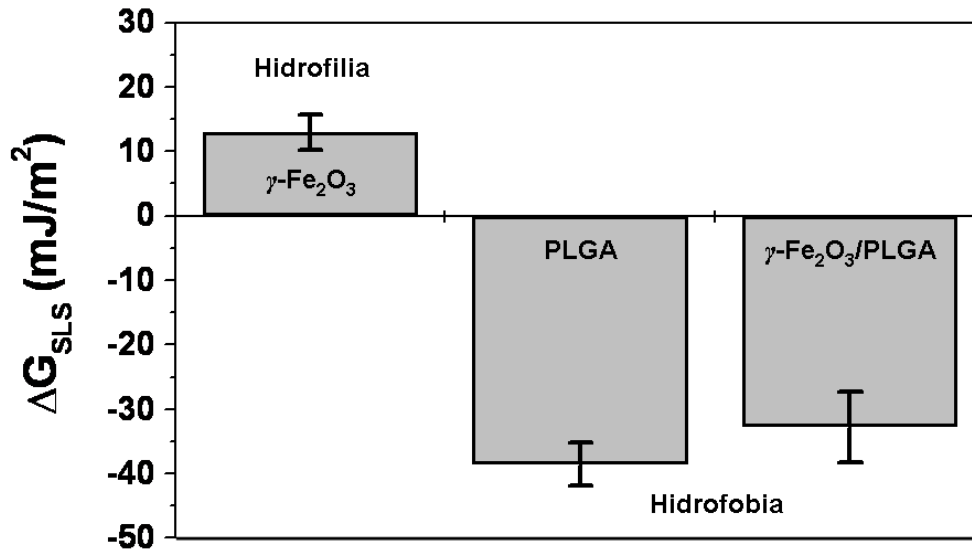 ΔG_SLS (mJ/m²)
30
20
10
0
-10
-20
-30
-40
-50
Hidrofilia
γ-Fe₂O₃
PLGA
γ-Fe₂O₃/PLGA
Hidrofobia